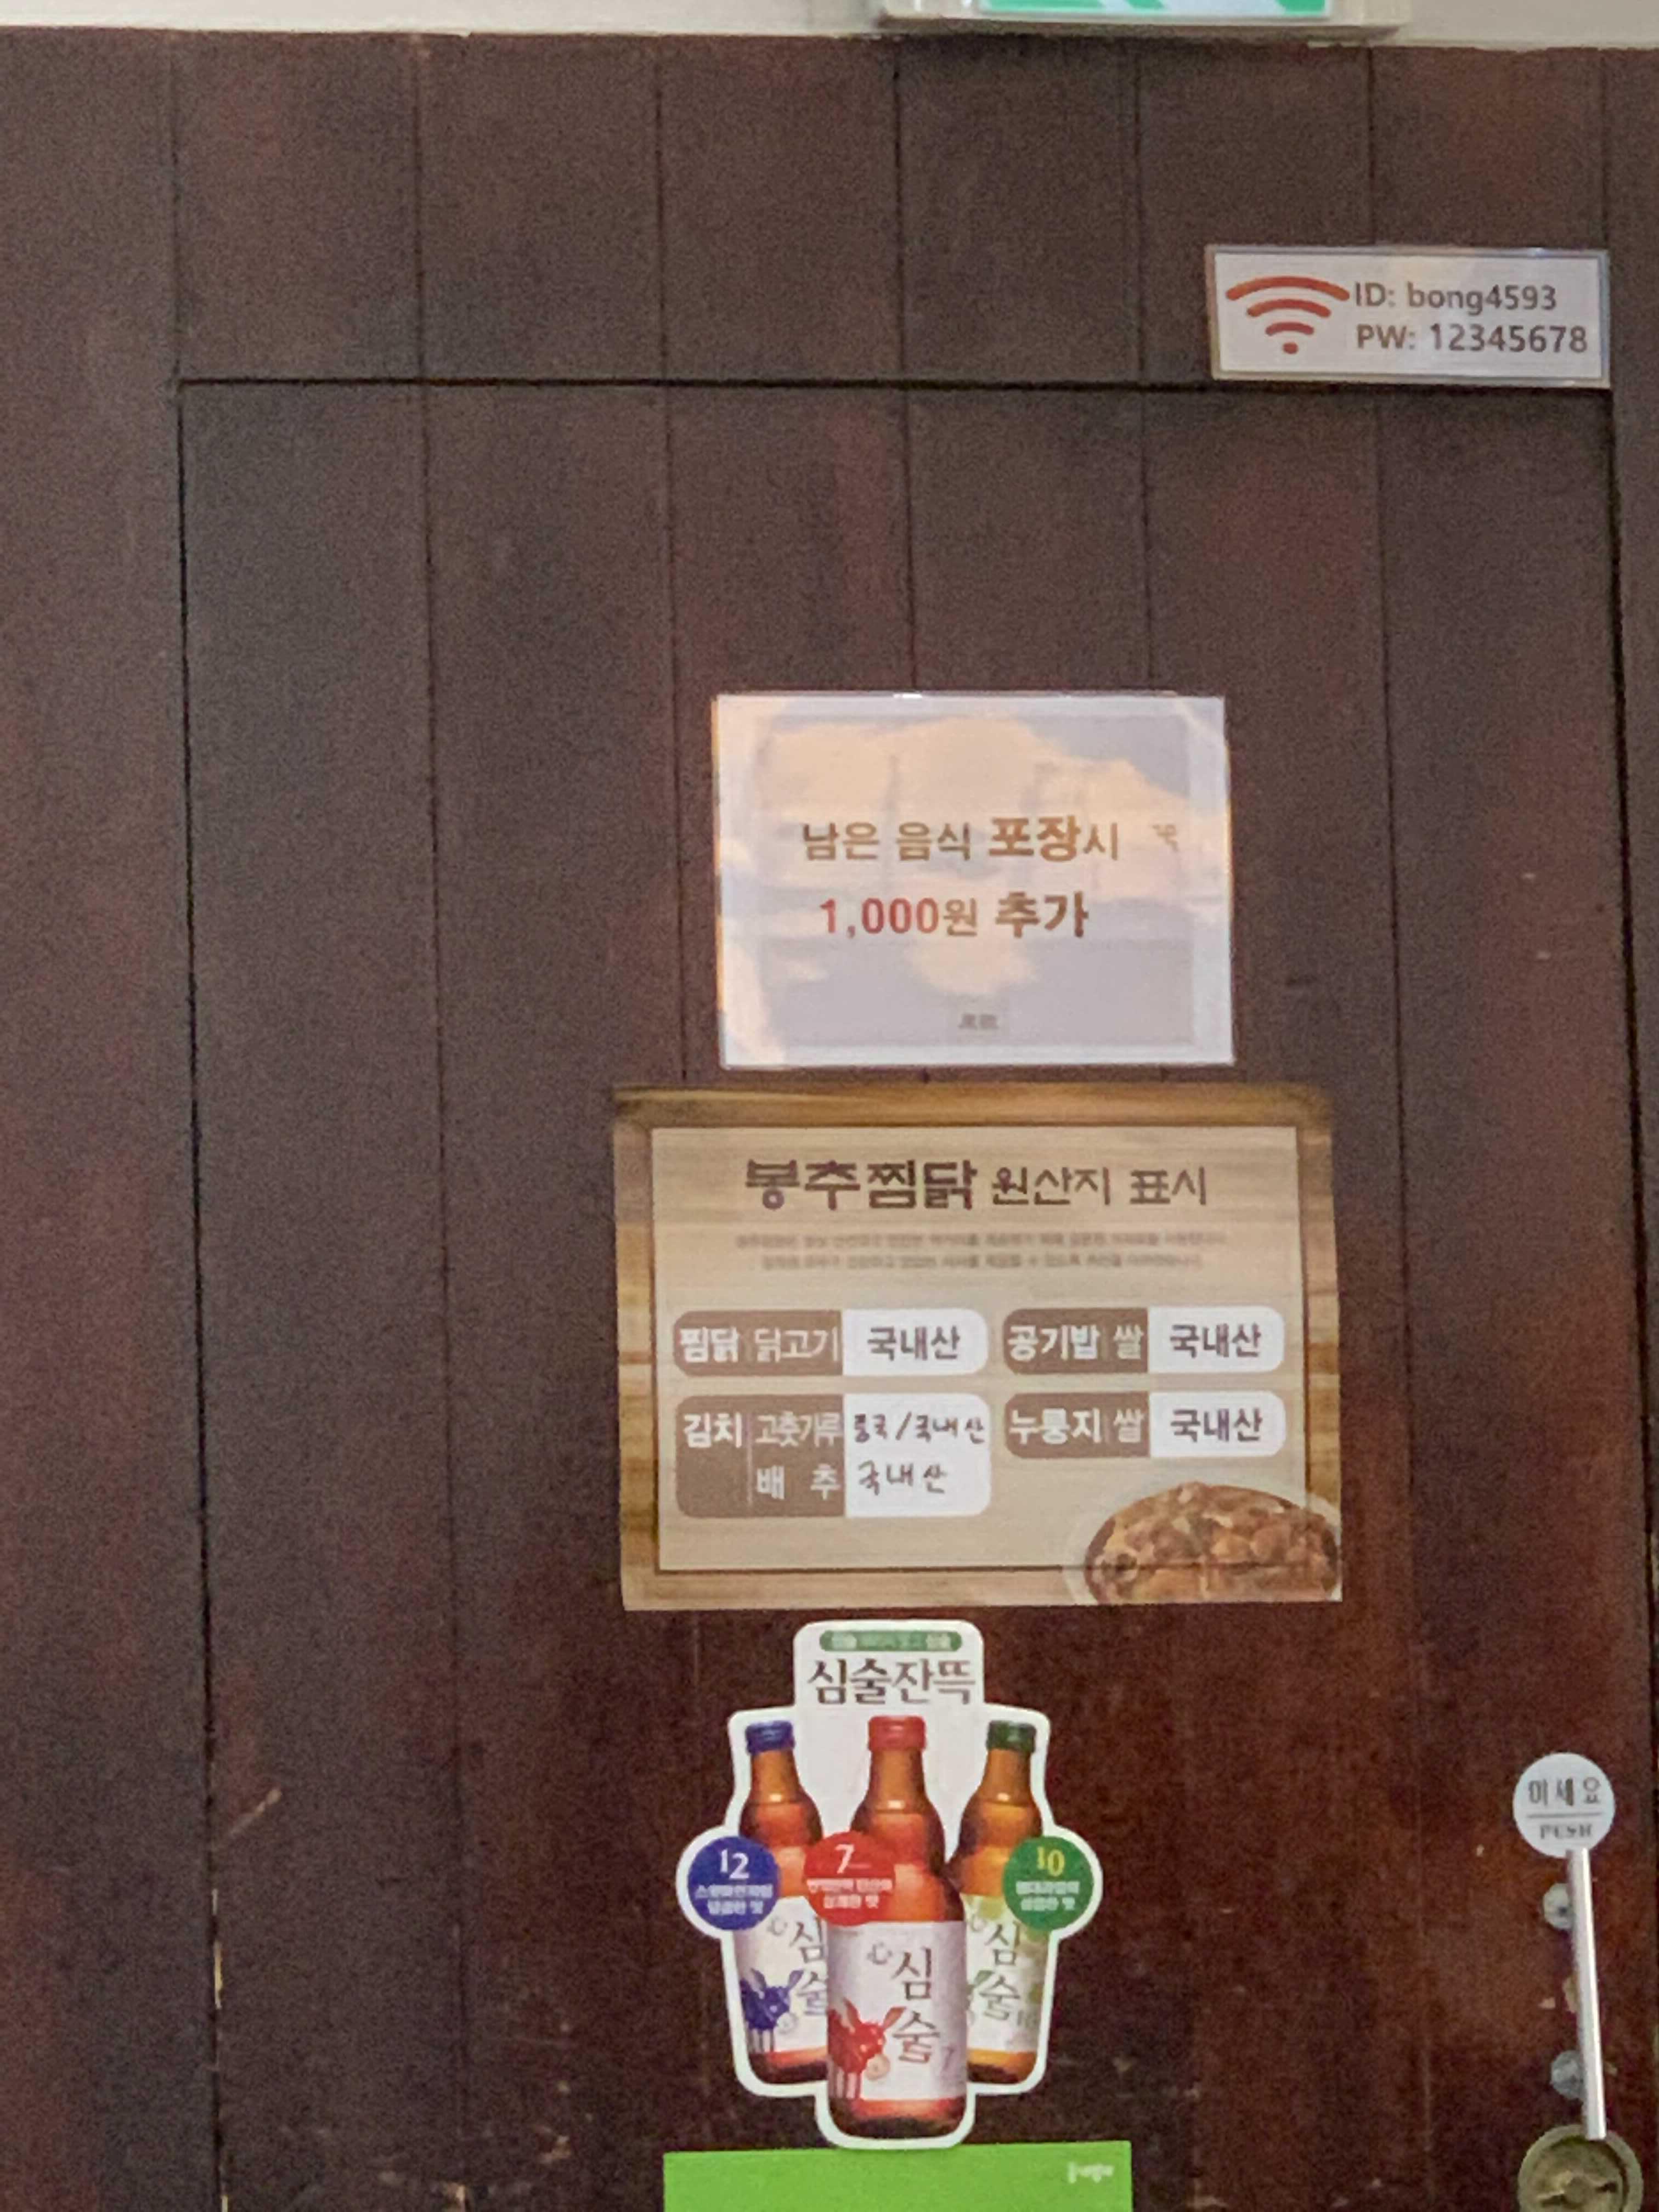 ID: bong4593
PW: 12345678
남은 음식 포장시
1,000원 추가
봉추찜닭 원산지 표시
찜닭 닭고기 국내산
공기밥 쌀 국내산
김치 고춧가루 중국/국내산
배 추 국내산
누룽지 쌀 국내산
심술잔뜩
12
7
10
심술
심술
7
심술
10
미세요
PUSH